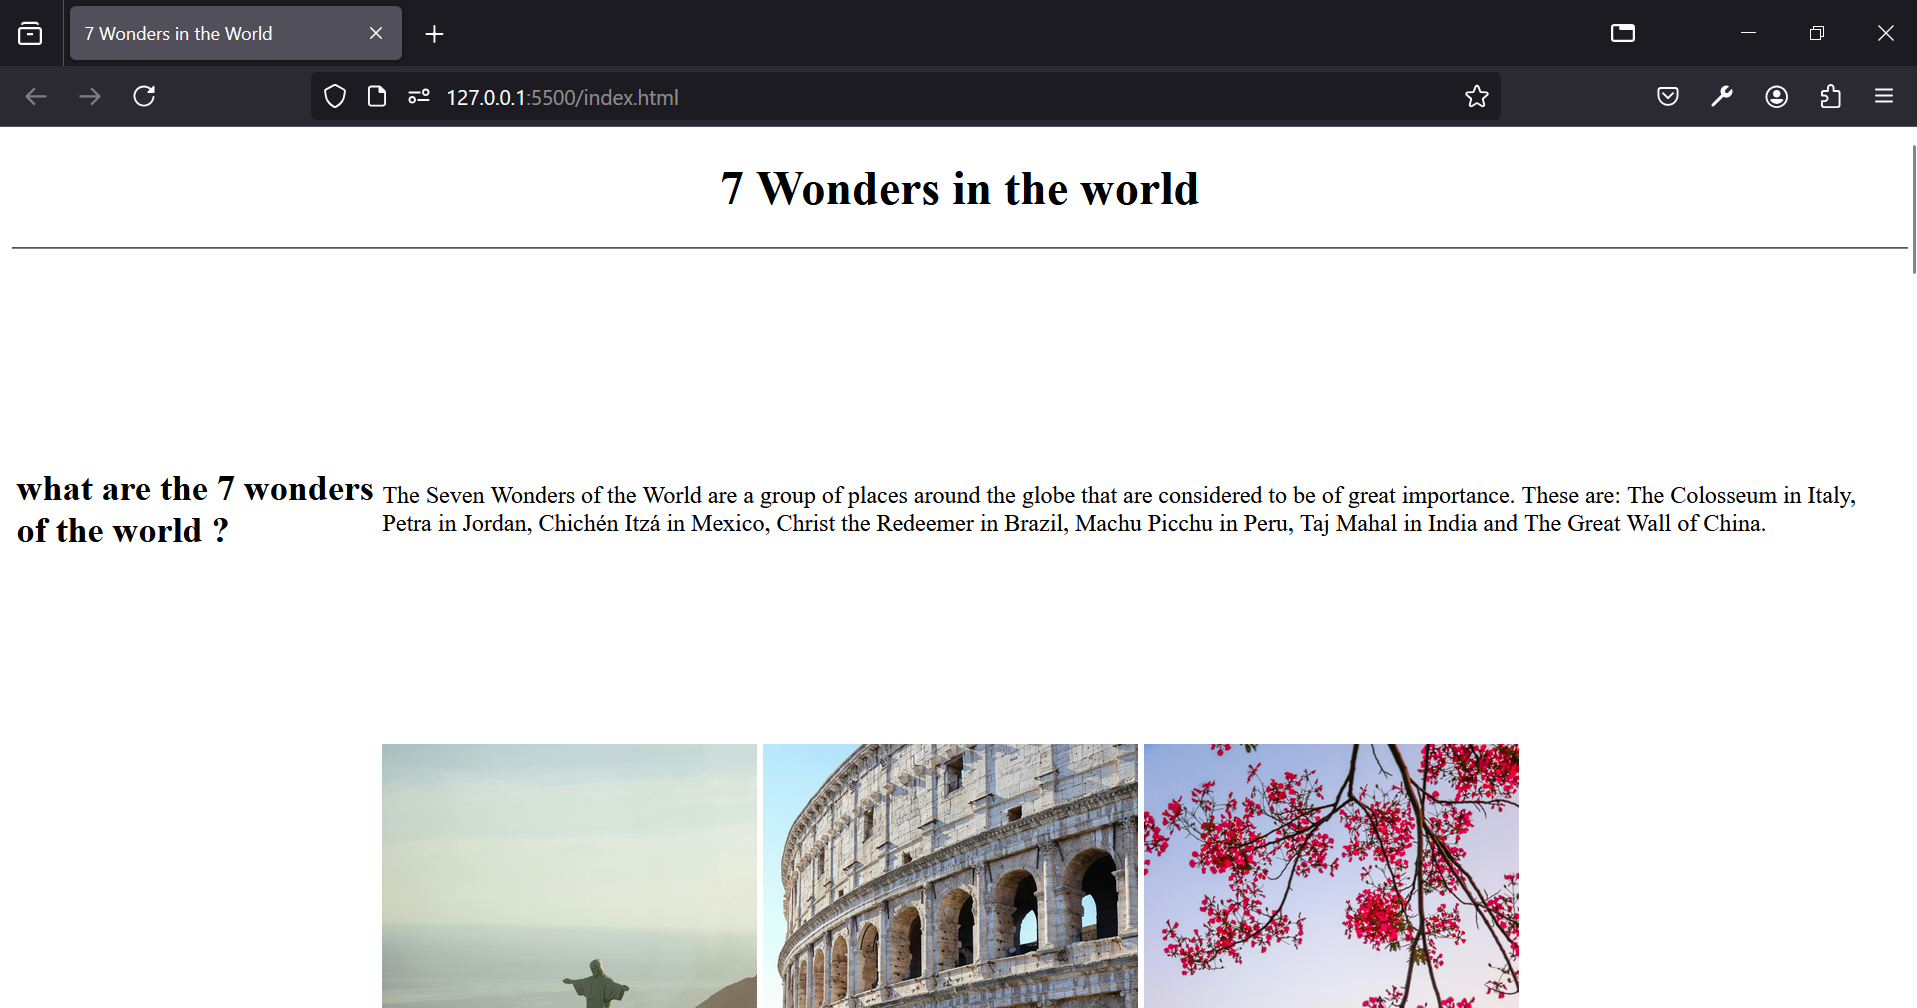 7 Wonders in the World
127.0.0.1:5500/index.html
7 Wonders in the world
what are the 7 wonders
of the world ?
The Seven Wonders of the World are a group of places around the globe that are considered to be of great importance. These are: The Colosseum in Italy,
Petra in Jordan, Chichén Itzá in Mexico, Christ the Redeemer in Brazil, Machu Picchu in Peru, Taj Mahal in India and The Great Wall of China.